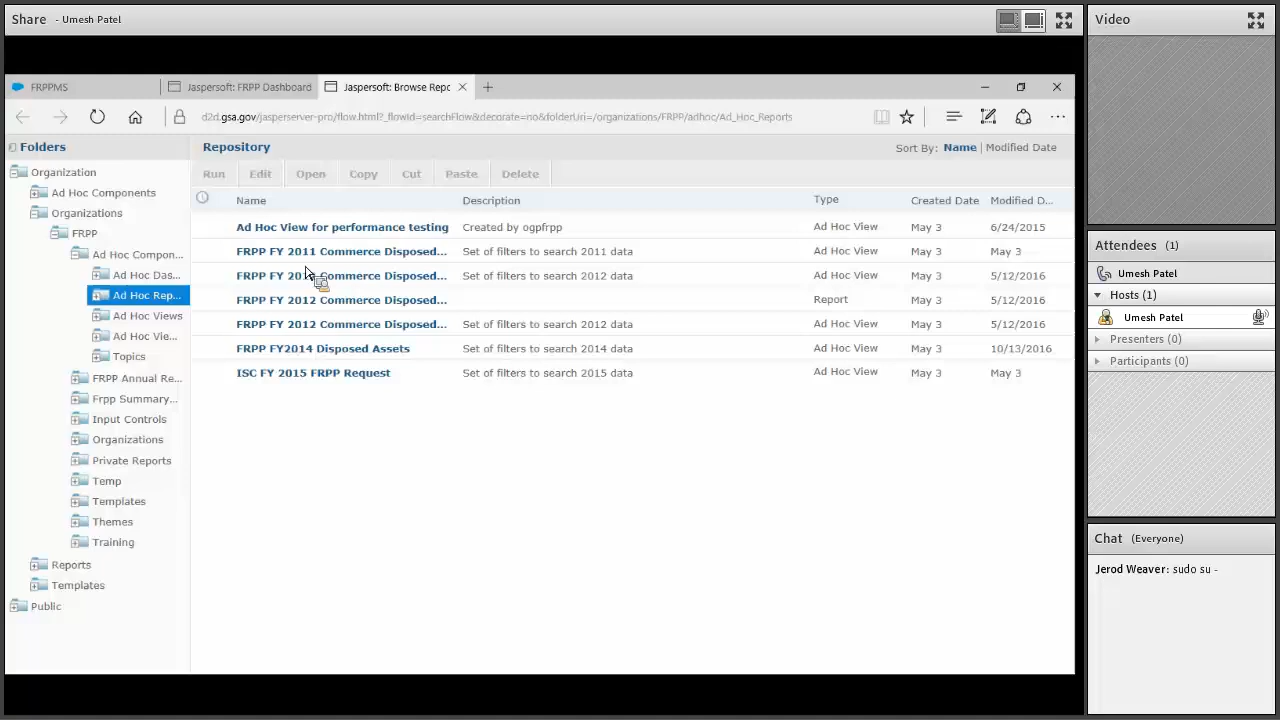 Share - Umesh Patel
Video
FRPPMS
Jaspersoft: FRPP Dashboard
Jaspersoft: Browse Repo
d2d.gsa.gov/jasperserver-pro/flow.html?_flowId=searchFlow&decorate=no&folderUri=/organizations/FRPP/adhoc/Ad_Hoc_Reports
Folders
Organization
Ad Hoc Components
Organizations
FRPP
Ad Hoc Compon...
Ad Hoc Das...
Ad Hoc Rep...
Ad Hoc Views
Ad Hoc Vie...
Topics
FRPP Annual Re...
Frpp Summary...
Input Controls
Organizations
Private Reports
Temp
Templates
Themes
Training
Reports
Templates
Public
Repository
Sort By: Name | Modified Date
Run Edit Open Copy Cut Paste Delete
Name Description Type Created Date Modified D...
Ad Hoc View for performance testing Created by ogpfrpp Ad Hoc View May 3 6/24/2015
FRPP FY 2011 Commerce Disposed... Set of filters to search 2011 data Ad Hoc View May 3 May 3
FRPP FY Commerce Disposed... Set of filters to search 2012 data Ad Hoc View May 3 5/12/2016
FRPP FY 2012 Commerce Disposed... Report May 3 5/12/2016
FRPP FY 2012 Commerce Disposed... Set of filters to search 2012 data Ad Hoc View May 3 5/12/2016
FRPP FY2014 Disposed Assets Set of filters to search 2014 data Ad Hoc View May 3 10/13/2016
ISC FY 2015 FRPP Request Set of filters to search 2015 data Ad Hoc View May 3 May 3
Attendees (1)
Umesh Patel
Hosts (1)
Umesh Patel
Presenters (0)
Participants (0)
Chat (Everyone)
Jerod Weaver: sudo su -